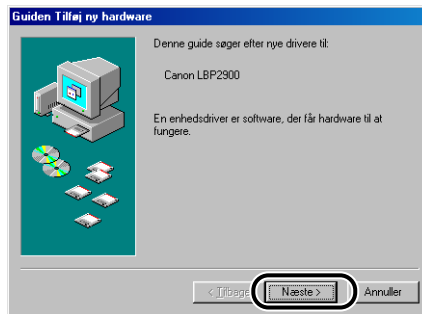 Guiden Tilføj ny hardware
Denne guide søger efter nye drivere til:
Canon LBP2900
En enhedsdriver er software, der får hardware til at
fungere.
< Tilbage Næste > Annuller